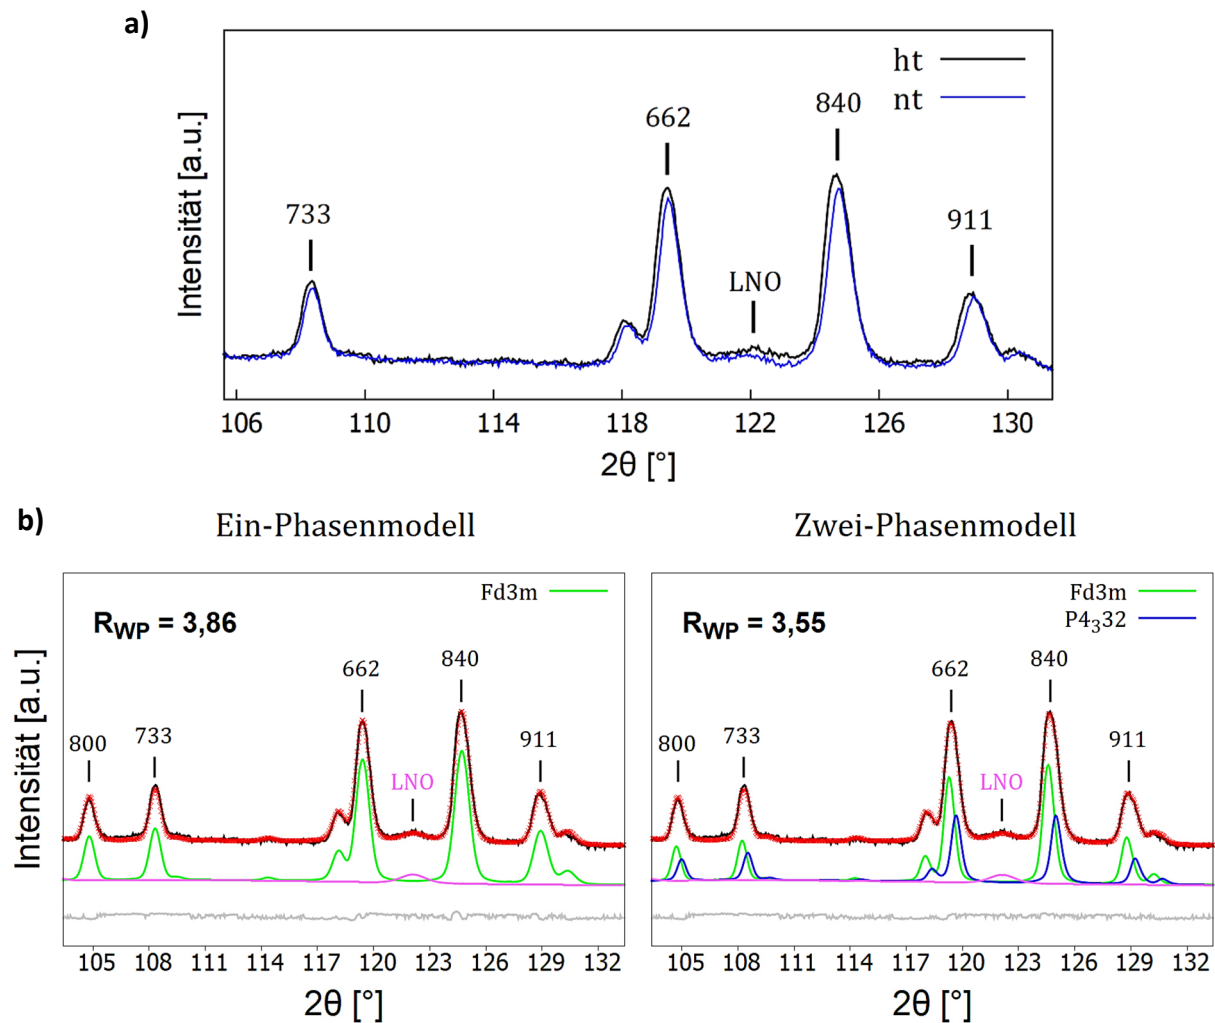 a)
ht
nt
840
662
733
911
LNO
Intensität [a.u.]
106 110 114 118 122 126 130
2θ [°]
b)
Ein-Phasenmodell
Zwei-Phasenmodell
Fd3m
R_WP = 3,86
662
840
800
733
911
LNO
Intensität [a.u.]
105 108 111 114 117 120 123 126 129 132
2θ [°]
Fd3m
P4₃32
R_WP = 3,55
662
840
800
733
911
LNO
105 108 111 114 117 120 123 126 129 132
2θ [°]